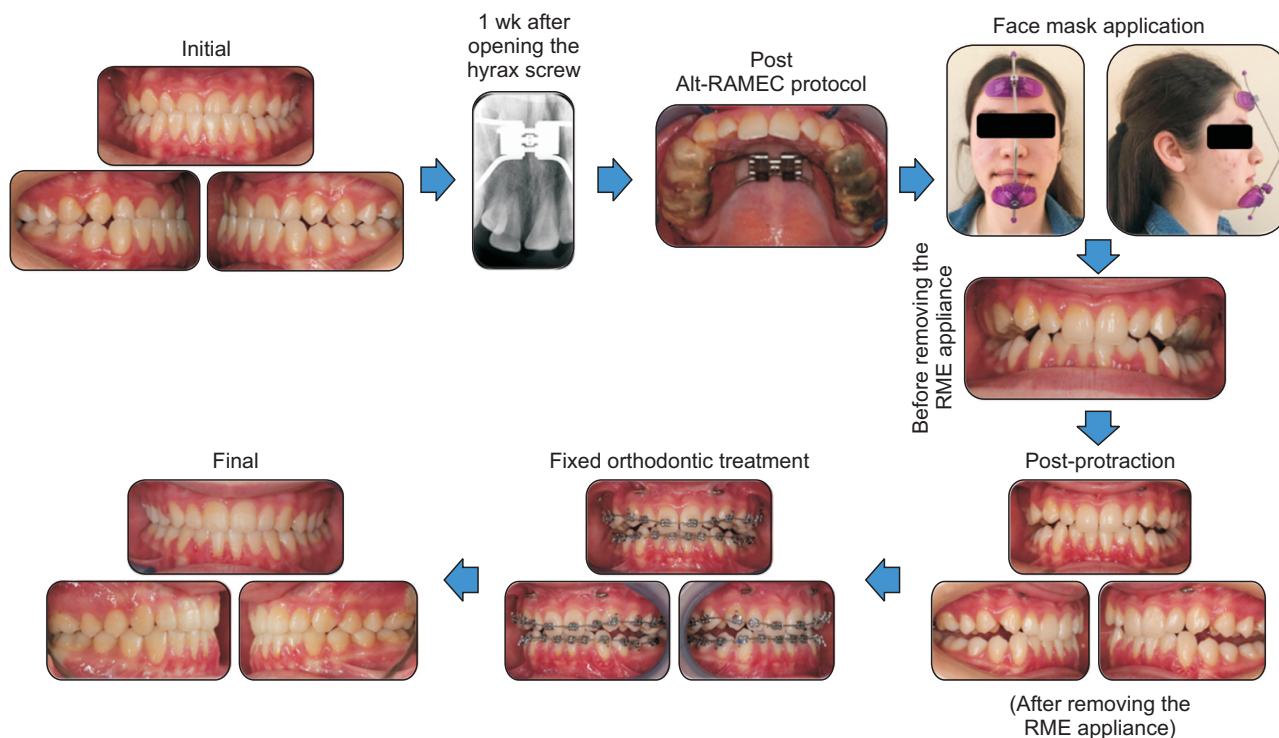 Initial
1 wk after
opening the
hyrax screw
Post
Alt-RAMEC protocol
Face mask application
Before removing the
RME appliance
Post-protraction
(After removing the
RME appliance)
Fixed orthodontic treatment
Final